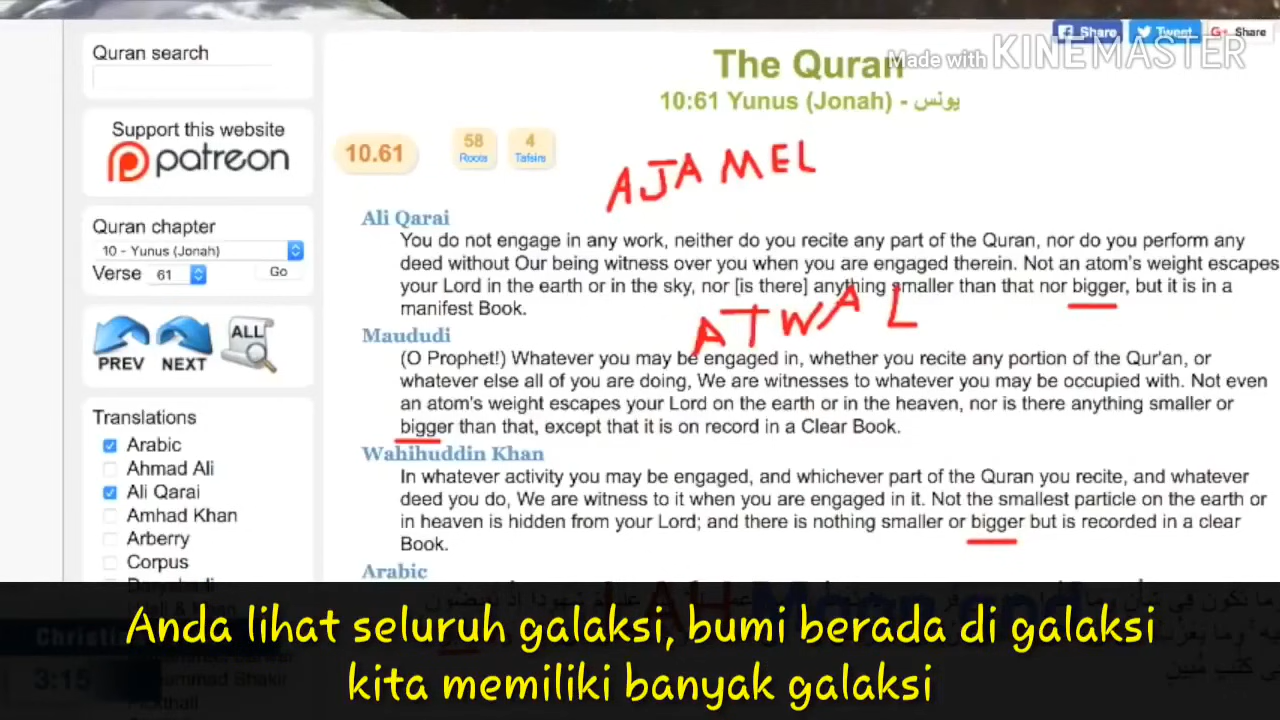 Share
Tweet
Share
Made with KINEMASTER
Quran search
The Quran
10:61 Yunus (Jonah) - يونس
Support this website
patreon
10.61
58
Roots
4
Tafsirs
AJAMEL
Quran chapter
10 - Yunus (Jonah)
Verse 61
Go
PREV
NEXT
ALL
Ali Qarai
You do not engage in any work, neither do you recite any part of the Quran, nor do you perform any
deed without Our being witness over you when you are engaged therein. Not an atom's weight escapes
your Lord in the earth or in the sky, nor [is there] anything smaller than that nor bigger, but it is in a
manifest Book.
ATWAL
Maududi
(O Prophet!) Whatever you may be engaged in, whether you recite any portion of the Qur'an, or
whatever else all of you are doing, We are witnesses to whatever you may be occupied with. Not even
an atom's weight escapes your Lord on the earth or in the heaven, nor is there anything smaller or
bigger than that, except that it is on record in a Clear Book.
Wahihuddin Khan
In whatever activity you may be engaged, and whichever part of the Quran you recite, and whatever
deed you do, We are witness to it when you are engaged in it. Not the smallest particle on the earth or
in heaven is hidden from your Lord; and there is nothing smaller or bigger but is recorded in a clear
Book.
Arabic
Translations
Arabic
Ahmad Ali
Ali Qarai
Amhad Khan
Arberry
Corpus
3:15
Anda lihat seluruh galaksi, bumi berada di galaksi
kita memiliki banyak galaksi